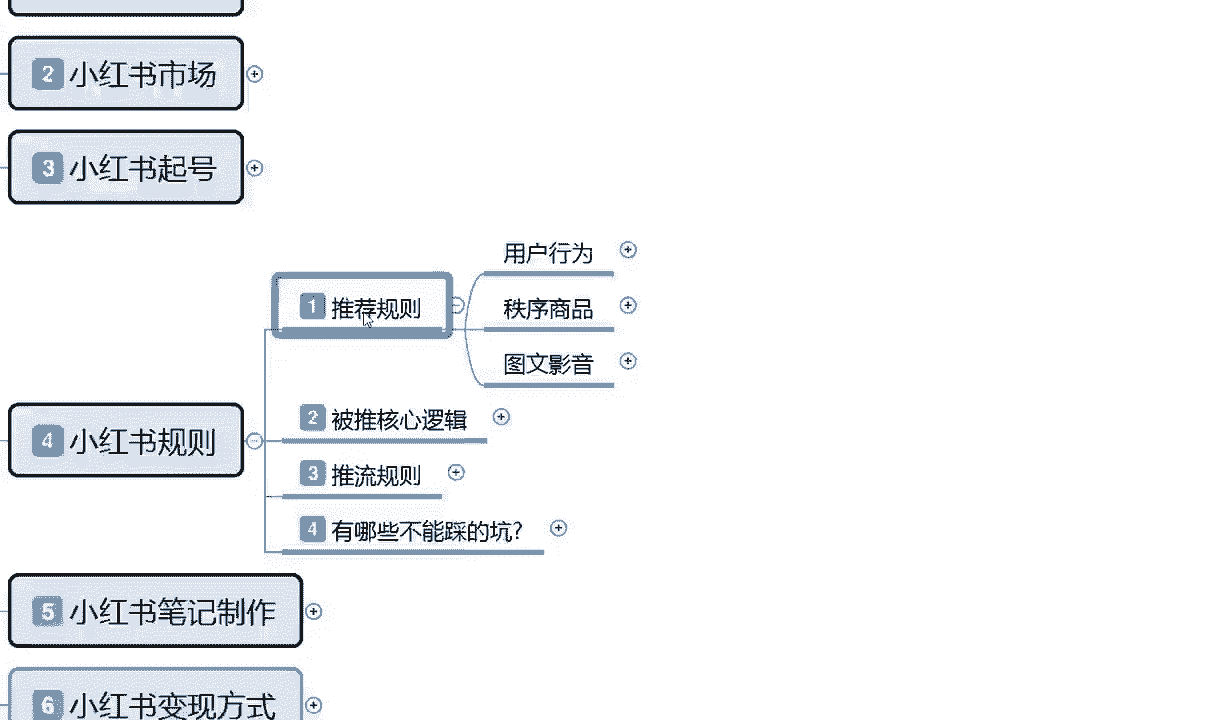 2 小红书市场
3 小红书起号
用户行为
1 推荐规则
秩序商品
图文影音
2 被推核心逻辑
4 小红书规则
3 推流规则
4 有哪些不能踩的坑?
5 小红书笔记制作
6 小红书变现方式